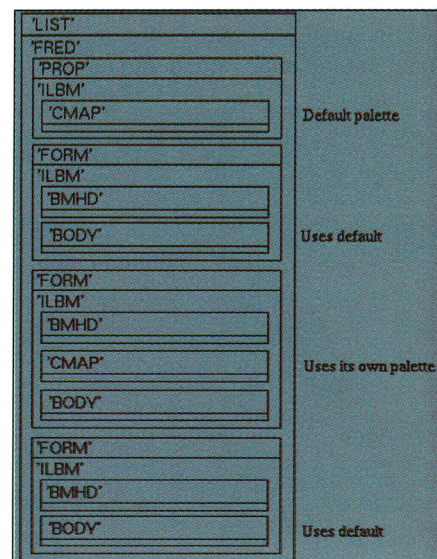 'LIST'
'FRED'
'PROP'
'ILBM'
'CMAP'
Default palette
'FORM'
'ILBM'
'BMHD'
'BODY'
Uses default
'FORM'
'ILBM'
'BMHD'
'CMAP'
Uses its own palette
'BODY'
'FORM'
'ILBM'
'BMHD'
'BODY'
Uses default